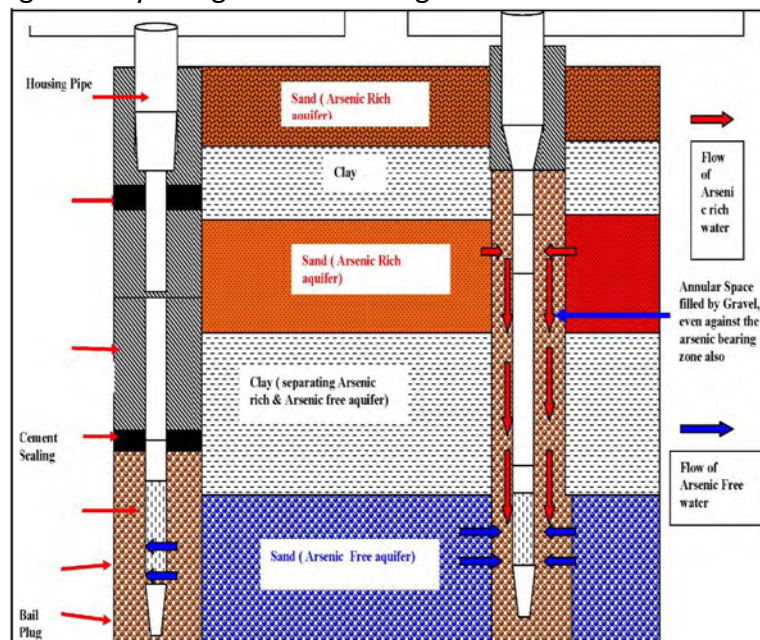 Housing Pipe
Sand ( Arsenic Rich
aquifer)
Clay
Sand ( Arsenic Rich
aquifer)
Clay ( separating Arsenic
rich & Arsenic free aquifer)
Cement
Sealing
Sand ( Arsenic Free aquifer)
Bail
Plug
Flow
of
Arseni
c rich
water
Annular Space
filled by Gravel,
even against the
arsenic bearing
zone also
Flow of
Arsenic Free
water